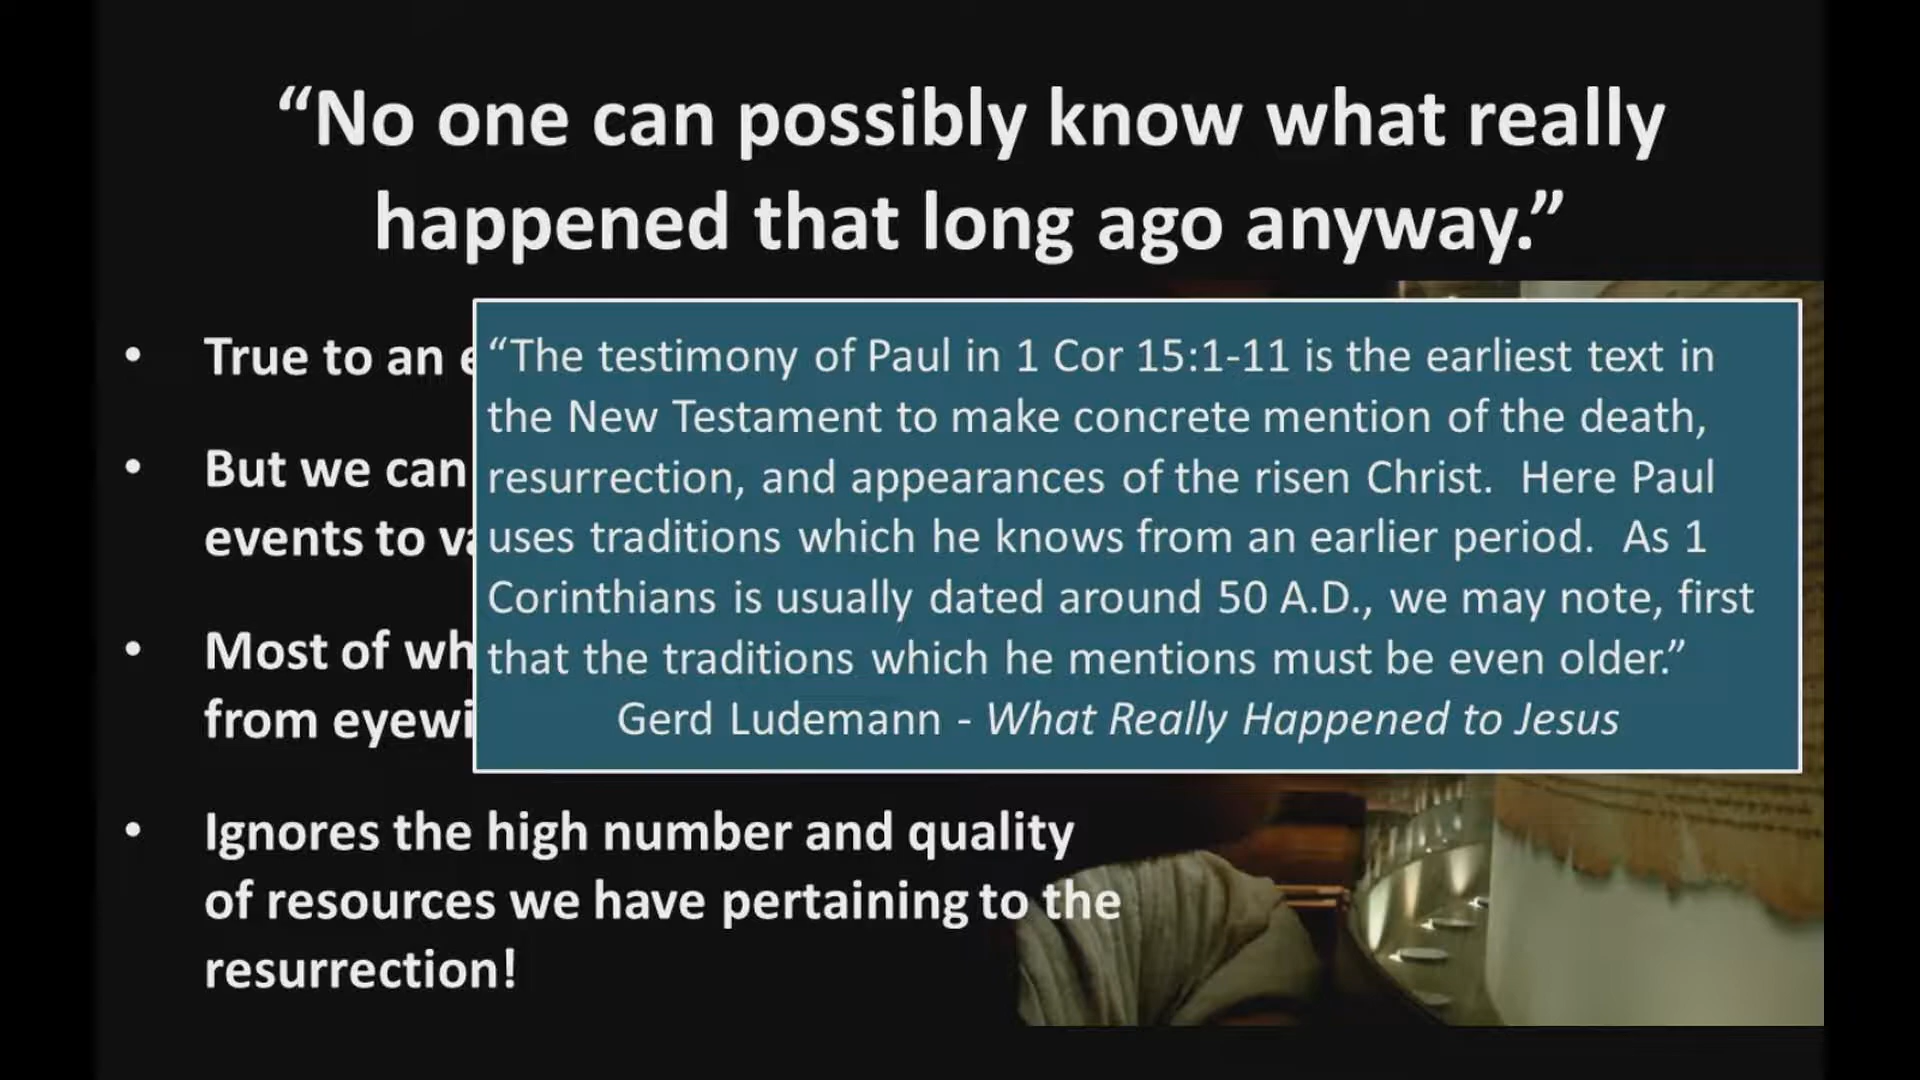 “No one can possibly know what really
happened that long ago anyway.”
• True to an
• But we can
events to
• Most of
from
“The testimony of Paul in 1 Cor 15:1-11 is the earliest text in
the New Testament to make concrete mention of the death,
resurrection, and appearances of the risen Christ.  Here Paul
uses traditions which he knows from an earlier period.  As 1
Corinthians is usually dated around 50 A.D., we may note, first
that the traditions which he mentions must be even older.”
Gerd Ludemann - What Really Happened to Jesus
• Ignores the high number and quality
of resources we have pertaining to the
resurrection!